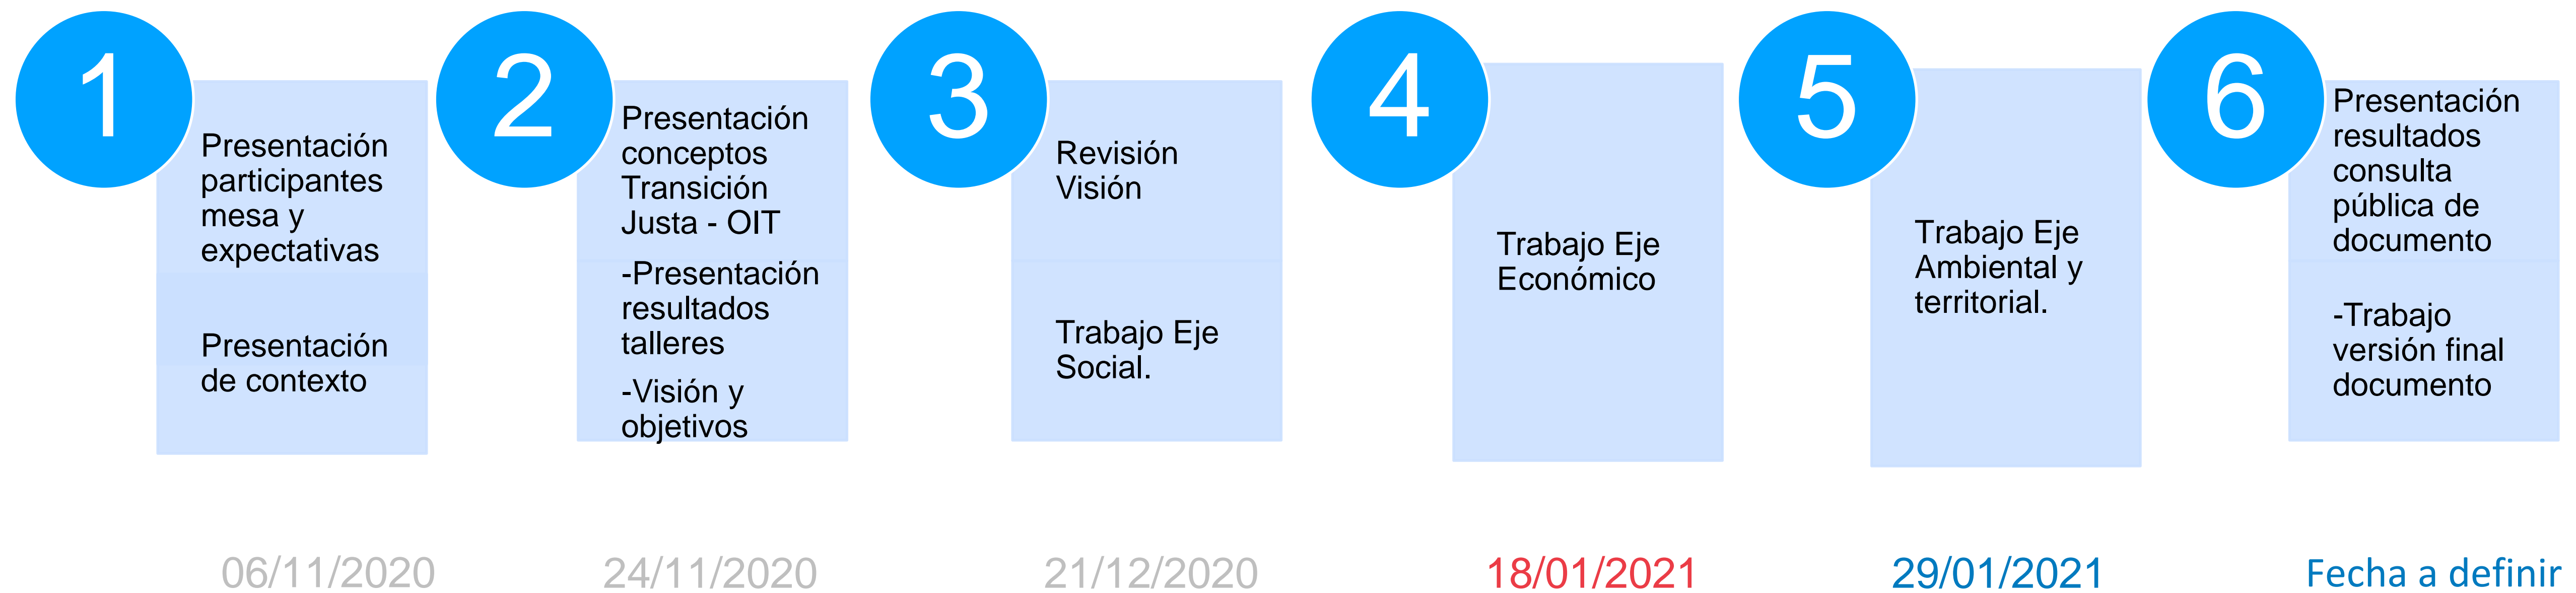 1
Presentación
participantes
mesa y
expectativas
Presentación
de contexto
06/11/2020
2
Presentación
conceptos
Transición
Justa - OIT
-Presentación
resultados
talleres
-Visión y
objetivos
24/11/2020
3
Revisión
Visión
Trabajo Eje
Social.
21/12/2020
4
Trabajo Eje
Económico
18/01/2021
5
Trabajo Eje
Ambiental y
territorial.
29/01/2021
6
Presentación
resultados
consulta
pública de
documento
-Trabajo
versión final
documento
Fecha a definir